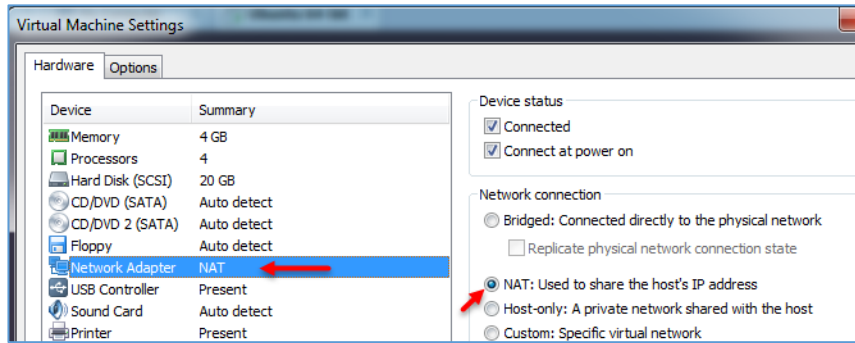 Virtual Machine Settings
Hardware Options
Device Summary
Memory 4 GB
Processors 4
Hard Disk (SCSI) 20 GB
CD/DVD (SATA) Auto detect
CD/DVD 2 (SATA) Auto detect
Floppy Auto detect
Network Adapter NAT
USB Controller Present
Sound Card Auto detect
Printer Present
Device status
Connected
Connect at power on
Network connection
Bridged: Connected directly to the physical network
Replicate physical network connection state
NAT: Used to share the host's IP address
Host-only: A private network shared with the host
Custom: Specific virtual network